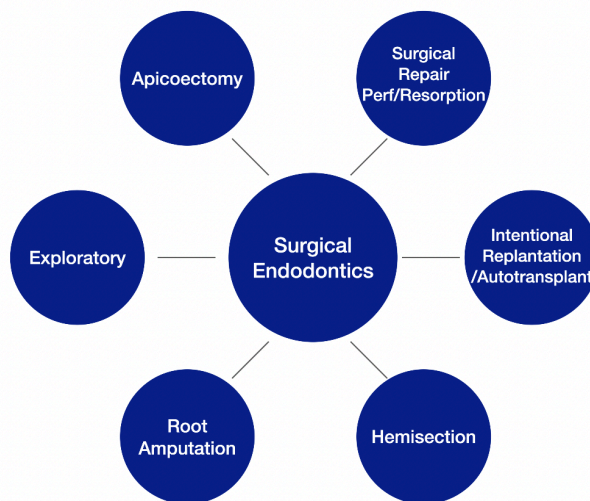 Apicoectomy
Surgical
Repair
Perf/Resorption
Exploratory
Surgical
Endodontics
Intentional
Replantation
/Autotransplant
Root
Amputation
Hemisection